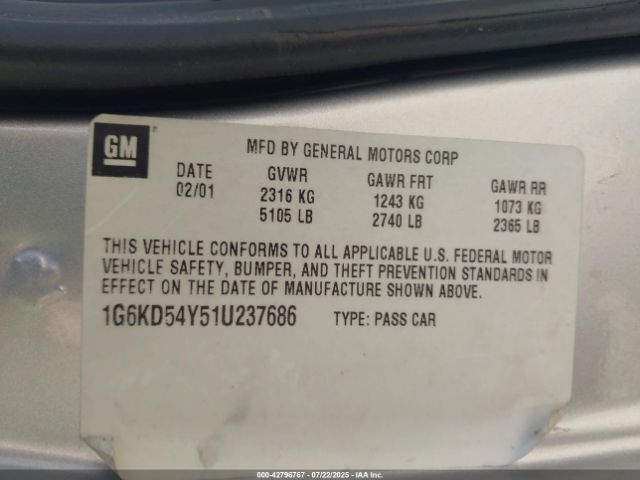 GM ®
MFD BY GENERAL MOTORS CORP
DATE GVWR GAWR FRT GAWR RR
02/01 2316 KG 1243 KG 1073 KG
5105 LB 2740 LB 2365 LB
THIS VEHICLE CONFORMS TO ALL APPLICABLE U.S. FEDERAL MOTOR
VEHICLE SAFETY, BUMPER, AND THEFT PREVENTION STANDARDS IN
EFFECT ON THE DATE OF MANUFACTURE SHOWN ABOVE.
1G6KD54Y51U237686 TYPE: PASS CAR
000-42796767 - 07/22/2025 - IAA Inc.